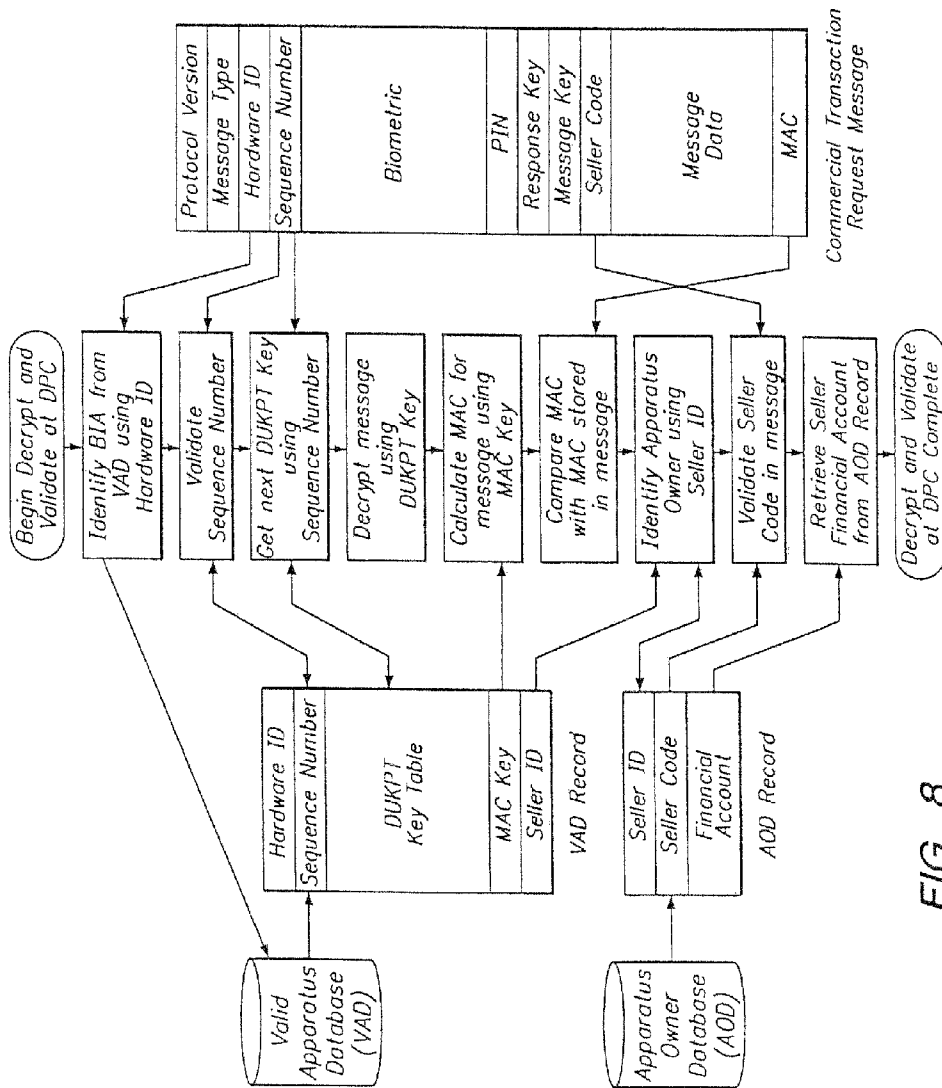 Begin Decrypt and
Validate at DPC
Identify BIA from
VAD using
Hardware ID
Validate
Sequence Number
Get next DUKPT Key
using
Sequence Number
Decrypt message
using
DUKPT Key
Calculate MAC for
message using
MAC Key
Compare MAC
with MAC stored
in message
Identify Apparatus
Owner using
Seller ID
Validate Seller
Code in message
Retrieve Seller
Financial Account
from AOD Record
Decrypt and Validate
at DPC Complete
Protocol Version
Message Type
Hardware ID
Sequence Number
Biometric
PIN
Response Key
Message Key
Seller Code
Message
Data
MAC
Commercial Transaction
Request Message
Hardware ID
Sequence Number
DUKPT
Key Table
MAC Key
Seller ID
VAD Record
Seller ID
Seller Code
Financial
Account
AOD Record
Valid
Apparatus
Database
(VAD)
Apparatus
Owner
Database
(AOD)
FIG. 8